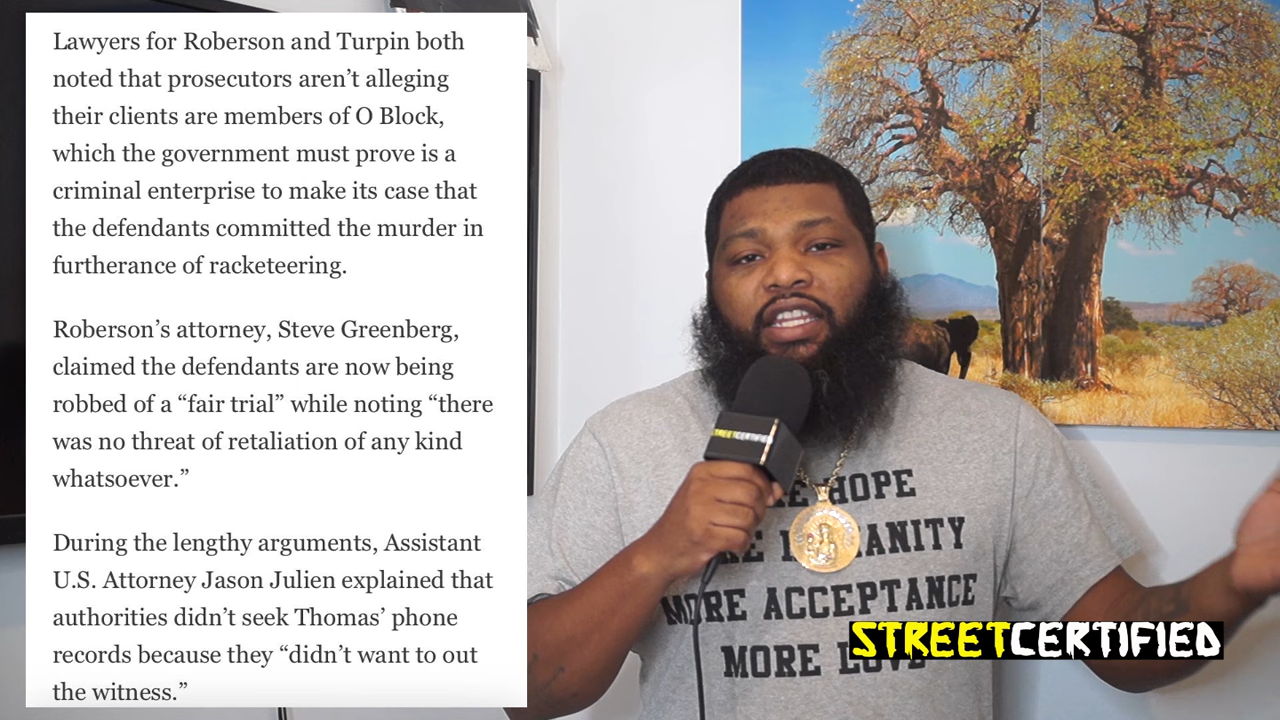 Lawyers for Roberson and Turpin both
noted that prosecutors aren’t alleging
their clients are members of O Block,
which the government must prove is a
criminal enterprise to make its case that
the defendants committed the murder in
furtherance of racketeering.
Roberson’s attorney, Steve Greenberg,
claimed the defendants are now being
robbed of a “fair trial” while noting “there
was no threat of retaliation of any kind
whatsoever.”
During the lengthy arguments, Assistant
U.S. Attorney Jason Julien explained that
authorities didn’t seek Thomas’ phone
records because they “didn’t want to out
the witness.”
STREETCERTIFIED
HOPE
MORE ACCEPTANCE
MORE
STREETCERTIFIED